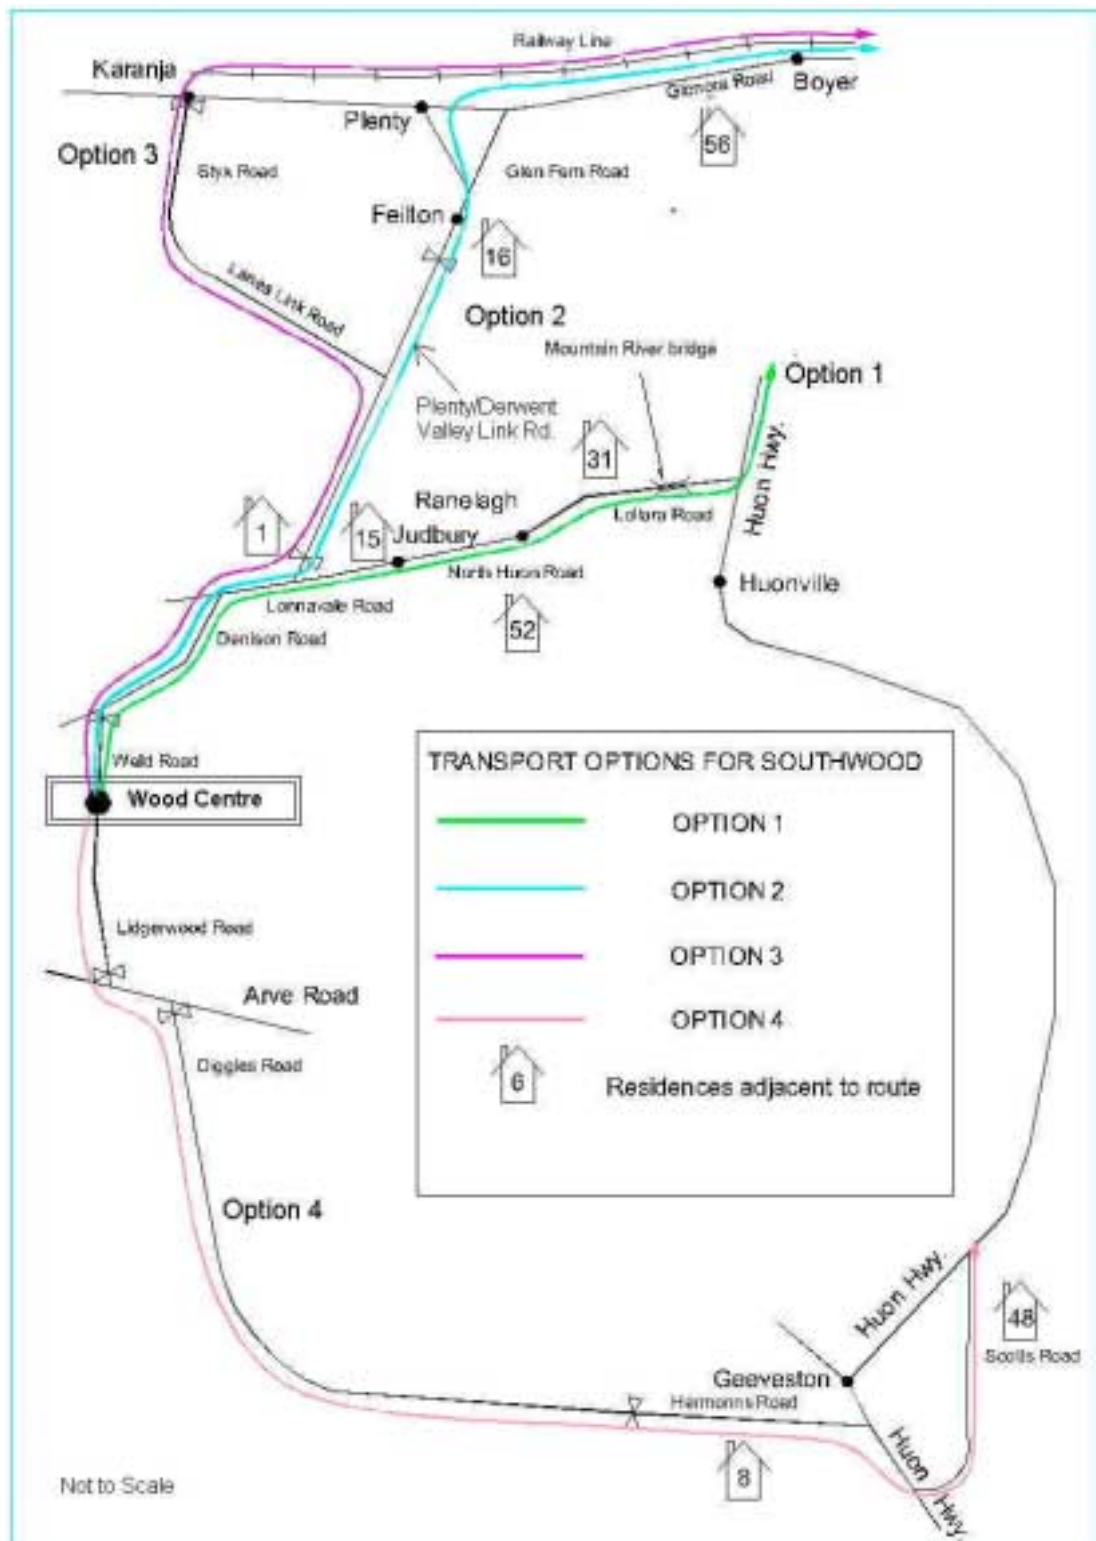 Railway Line
Karanja
Boyer
Glenora Road
Plenty
56
Option 3
Styx Road
Glen Fern Road
Feilton
16
Lanes Link Road
Option 2
Mountain River bridge
Option 1
Plenty/Derwent
Valley Link Rd.
31
Huon Hwy.
Ranelagh
Lollara Road
1
15
Judbury
North Huon Road
Huonville
Lonnavale Road
52
Denison Road
Weld Road
Wood Centre
TRANSPORT OPTIONS FOR SOUTHWOOD
OPTION 1
OPTION 2
OPTION 3
OPTION 4
6
Residences adjacent to route
Lidgerwood Road
Arve Road
Diggles Road
Option 4
Huon Hwy.
48
Scotts Road
Geeveston
Hermons Road
8
Huon Hwy.
Not to Scale